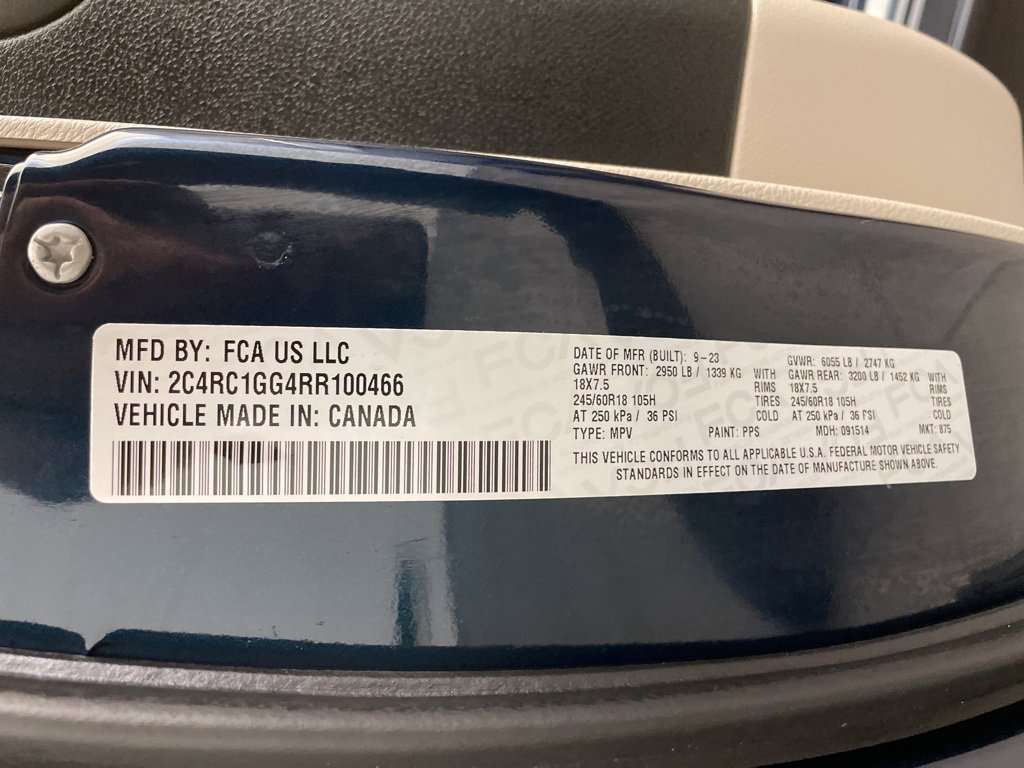 MFD BY: FCA US LLC
VIN: 2C4RC1GG4RR100466
VEHICLE MADE IN: CANADA
DATE OF MFR (BUILT): 9-23 GVWR: 6055 LB / 2747 KG
GAWR FRONT: 2950 LB / 1339 KG WITH GAWR REAR: 3200 LB / 1452 KG WITH
18X7.5 RIMS 18X7.5 RIMS
245/60R18 105H TIRES 245/60R18 105H TIRES
AT 250 kPa / 36 PSI COLD AT 250 kPa / 36 PSI COLD
TYPE: MPV PAINT: PPS MDH: 091514 MKT: 875
THIS VEHICLE CONFORMS TO ALL APPLICABLE U.S.A. FEDERAL MOTOR VEHICLE SAFETY
STANDARDS IN EFFECT ON THE DATE OF MANUFACTURE SHOWN ABOVE.